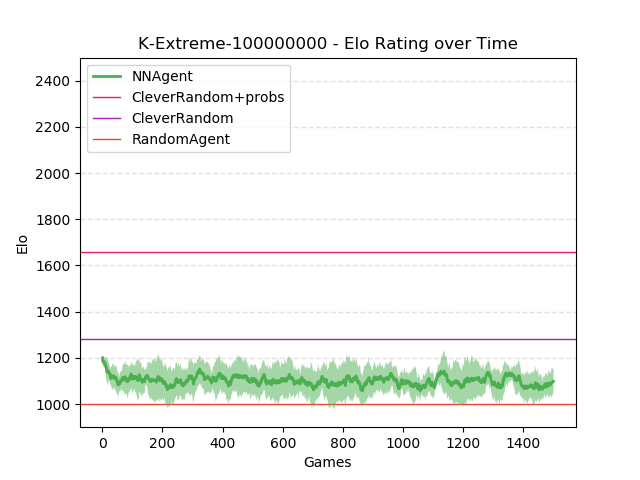 K-Extreme-100000000 - Elo Rating over Time
NNAgent
CleverRandom+probs
CleverRandom
RandomAgent
2400
2200
2000
1800
1600
1400
1200
1000
Elo
0 200 400 600 800 1000 1200 1400
Games